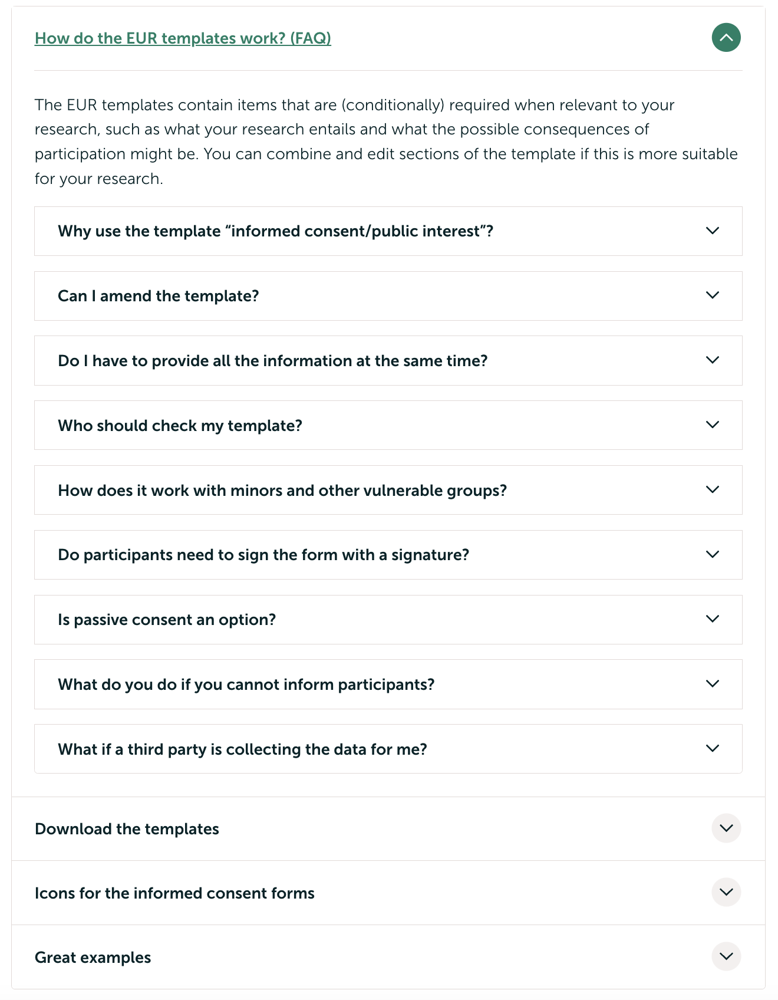 How do the EUR templates work? (FAQ)
The EUR templates contain items that are (conditionally) required when relevant to your
research, such as what your research entails and what the possible consequences of
participation might be. You can combine and edit sections of the template if this is more suitable
for your research.
Why use the template “informed consent/public interest”?
Can I amend the template?
Do I have to provide all the information at the same time?
Who should check my template?
How does it work with minors and other vulnerable groups?
Do participants need to sign the form with a signature?
Is passive consent an option?
What do you do if you cannot inform participants?
What if a third party is collecting the data for me?
Download the templates
Icons for the informed consent forms
Great examples